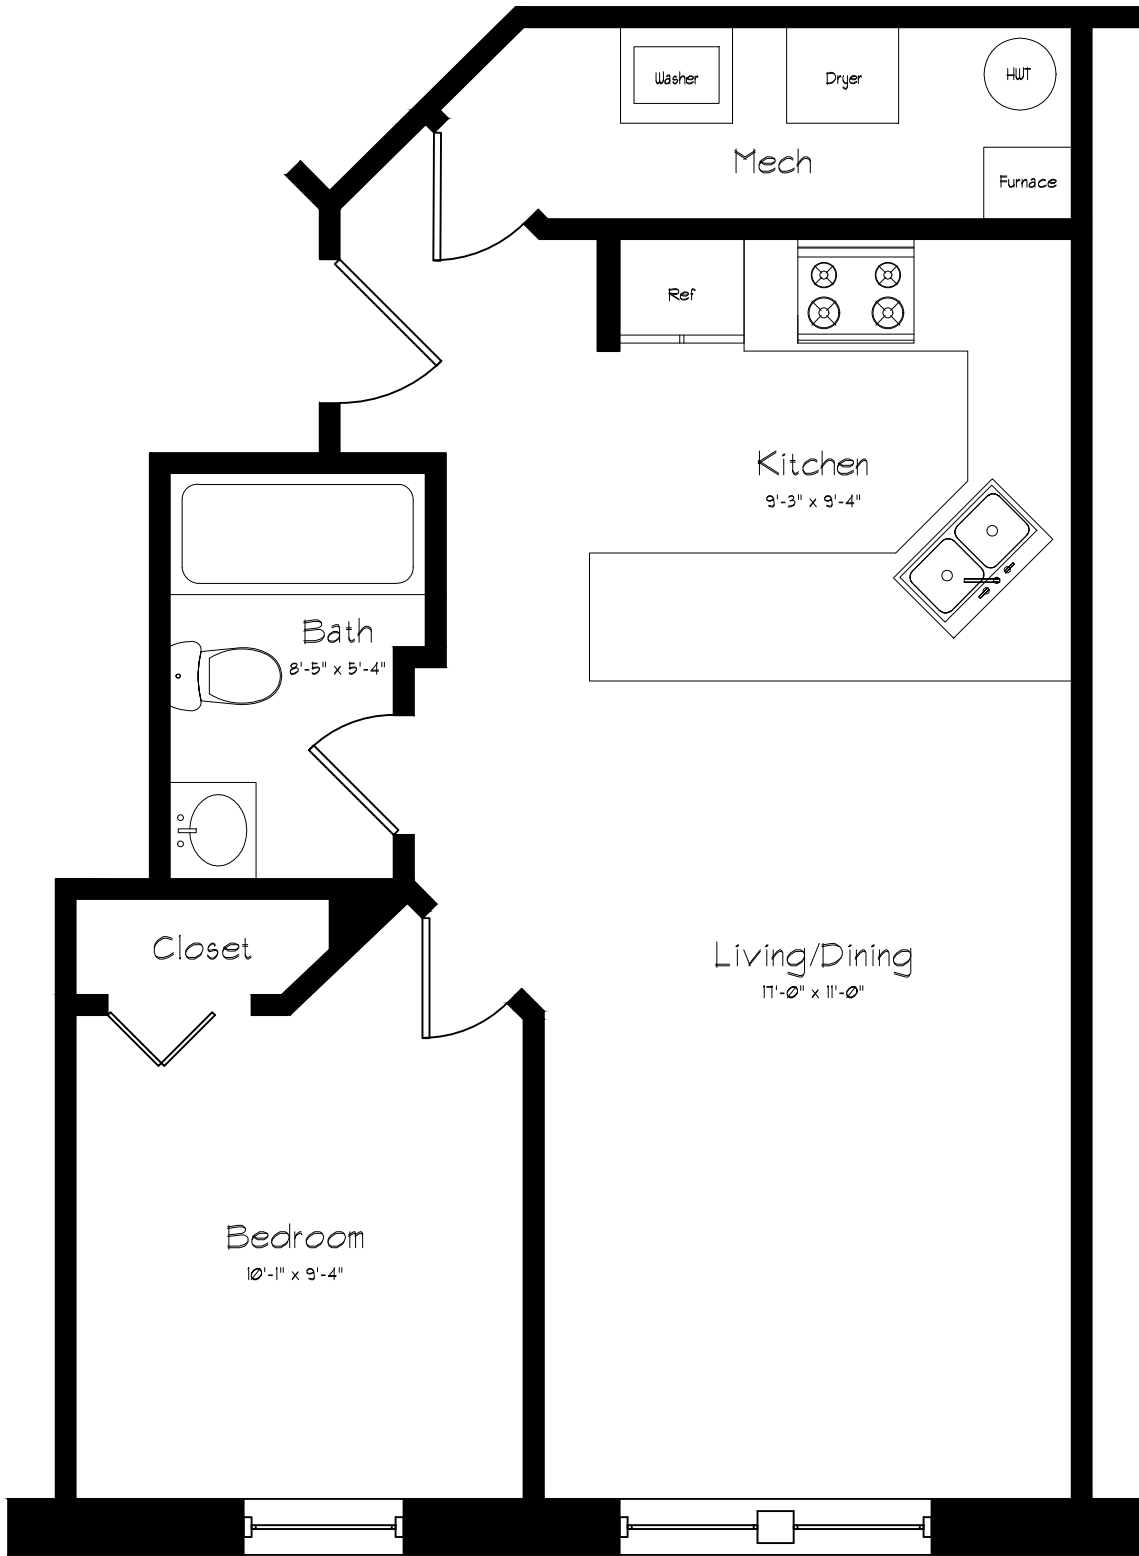 Washer
Dryer
HWT
Mech
Furnace
Ref
Kitchen
9'-3" x 9'-4"
Bath
8'-5" x 5'-4"
Closet
Living/Dining
17'-0" x 11'-0"
Bedroom
10'-1" x 9'-4"